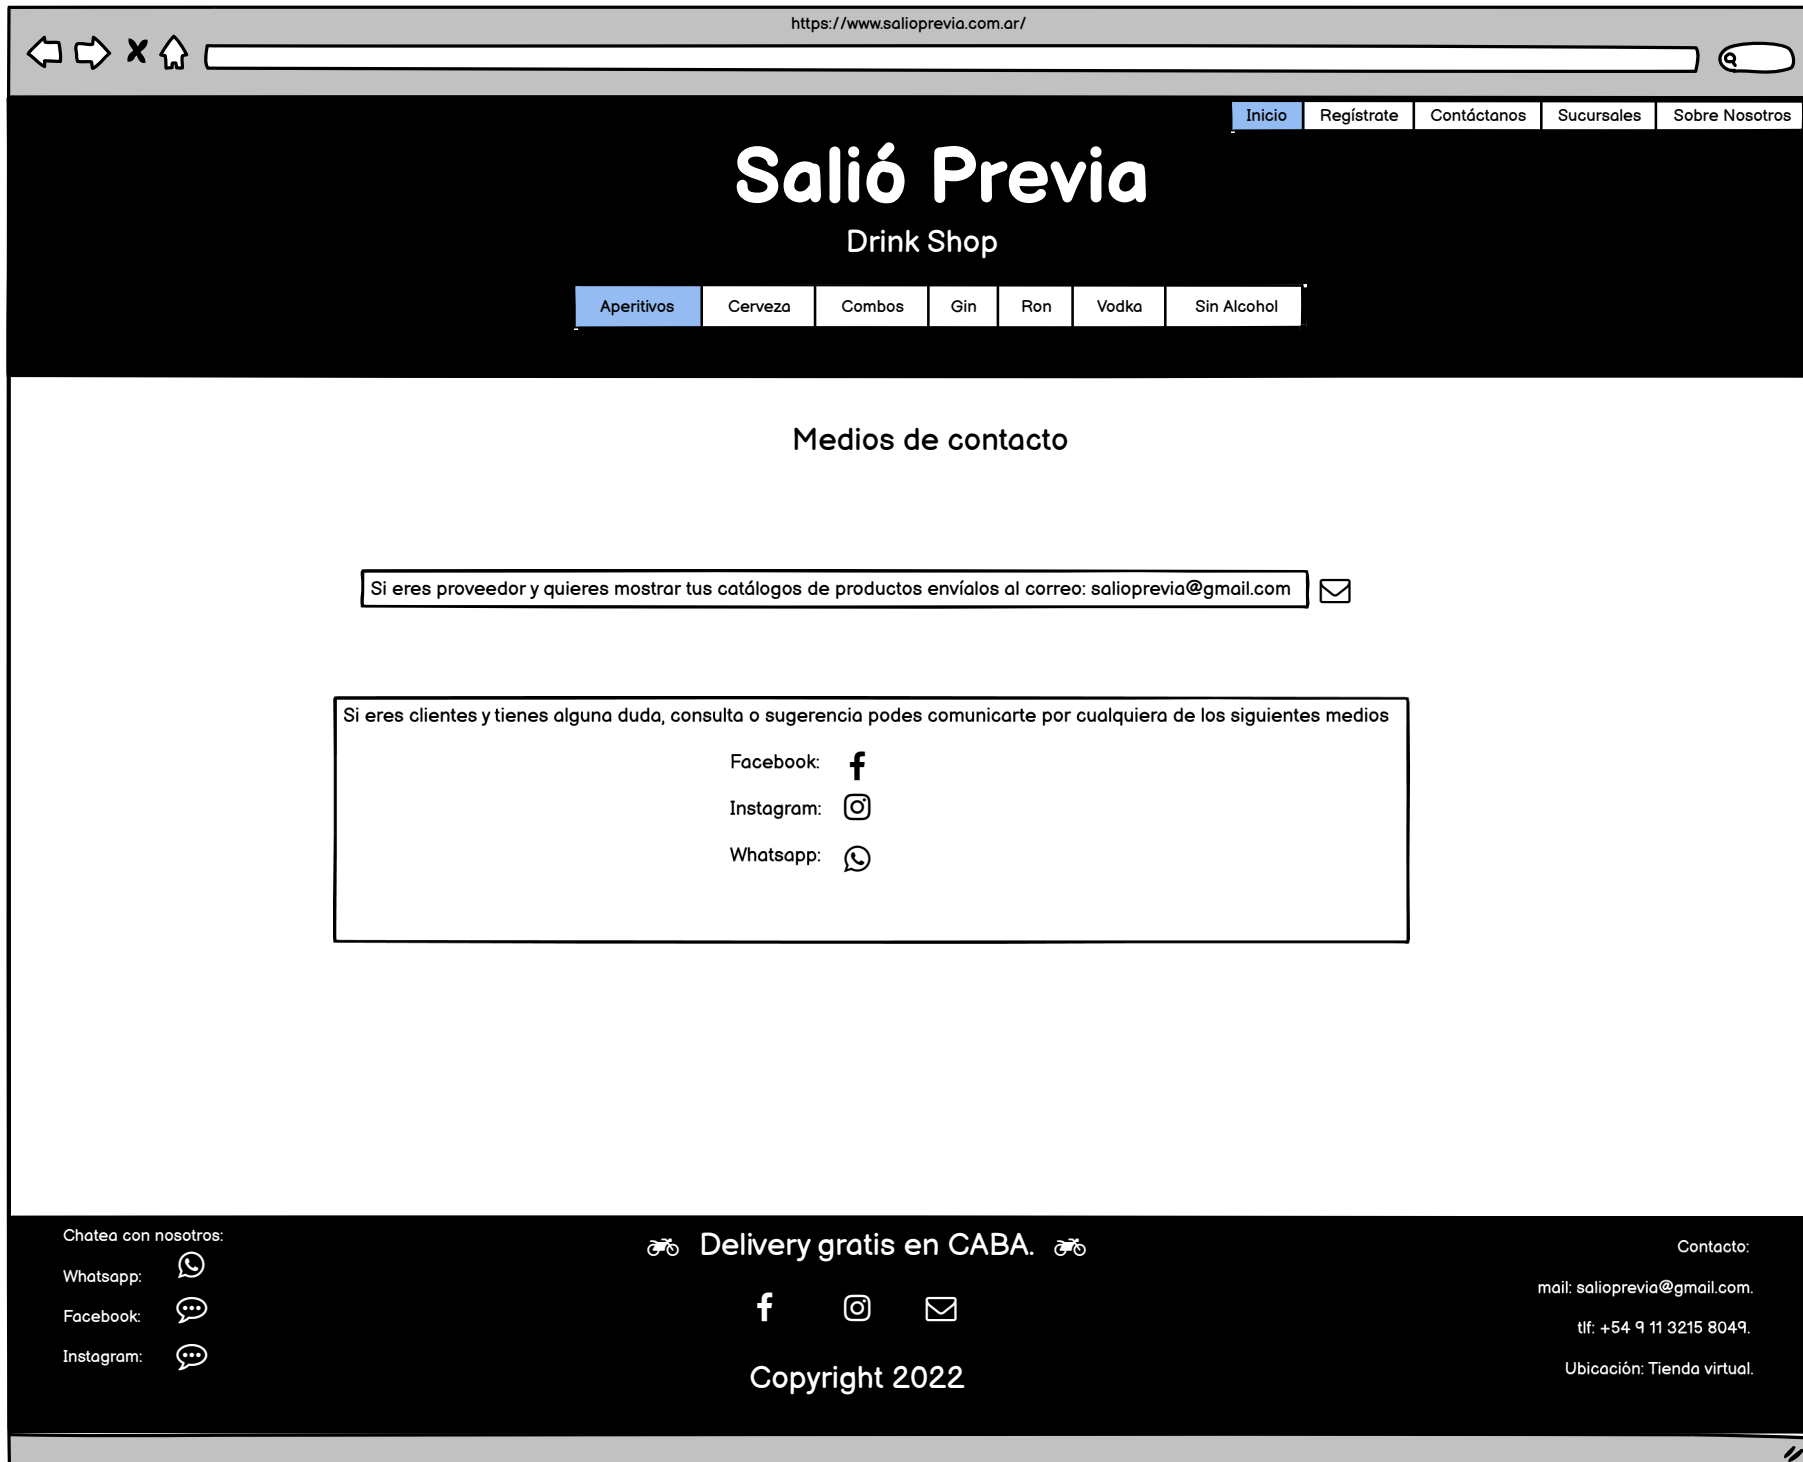 https://www.salioprevia.com.ar/
Inicio Regístrate Contáctanos Sucursales Sobre Nosotros
Salió Previa
Drink Shop
Aperitivos Cerveza Combos Gin Ron Vodka Sin Alcohol
Medios de contacto
Si eres proveedor y quieres mostrar tus catálogos de productos envíalos al correo: salioprevia@gmail.com
Si eres clientes y tienes alguna duda, consulta o sugerencia podes comunicarte por cualquiera de los siguientes medios
Facebook:
Instagram:
Whatsapp:
Chatea con nosotros:
Whatsapp:
Facebook:
Instagram:
Delivery gratis en CABA.
Copyright 2022
Contacto:
mail: salioprevia@gmail.com.
tlf: +54 9 11 3215 8049.
Ubicación: Tienda virtual.